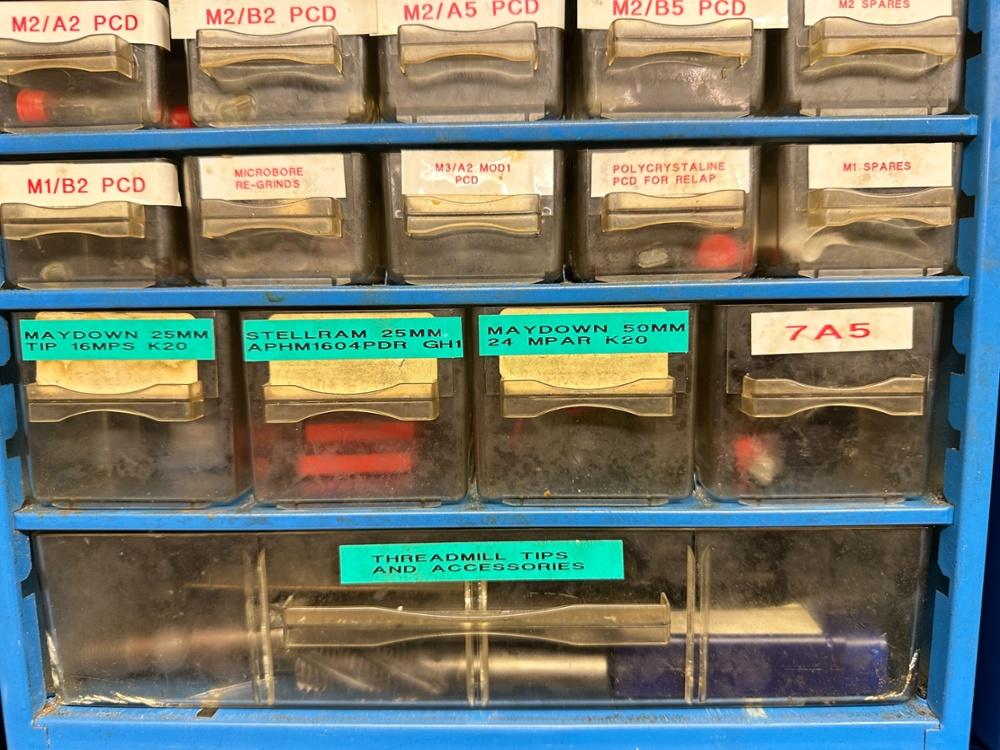 M2/A2 PCD
M2/B2 PCD
M2/A5 PCD
M2/B5 PCD
M2 SPARES
M1/B2 PCD
MICROBORE
RE-GRINDS
M3/A2 MOD1
PCD
POLYCRYSTALINE
PCD FOR RELAP
M1 SPARES
MAYDOWN 25MM
TIP 16MPS K20
STELLRAM 25MM
APHM1604PDR GH1
MAYDOWN 50MM
24 MPAR K20
7A5
THREADMILL TIPS
AND ACCESSORIES